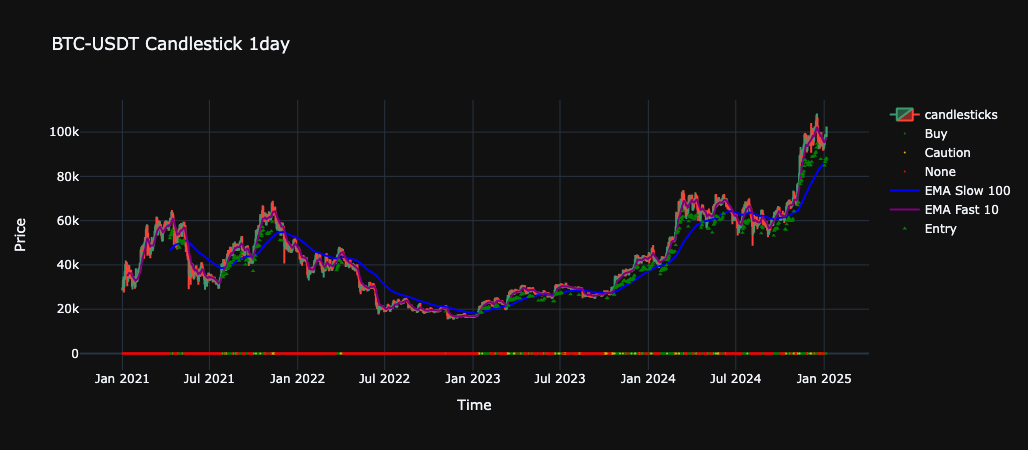 BTC-USDT Candlestick 1day
candlesticks
Buy
Caution
None
EMA Slow 100
EMA Fast 10
Entry
Price
100k
80k
60k
40k
20k
0
Jan 2021 Jul 2021 Jan 2022 Jul 2022 Jan 2023 Jul 2023 Jan 2024 Jul 2024 Jan 2025
Time